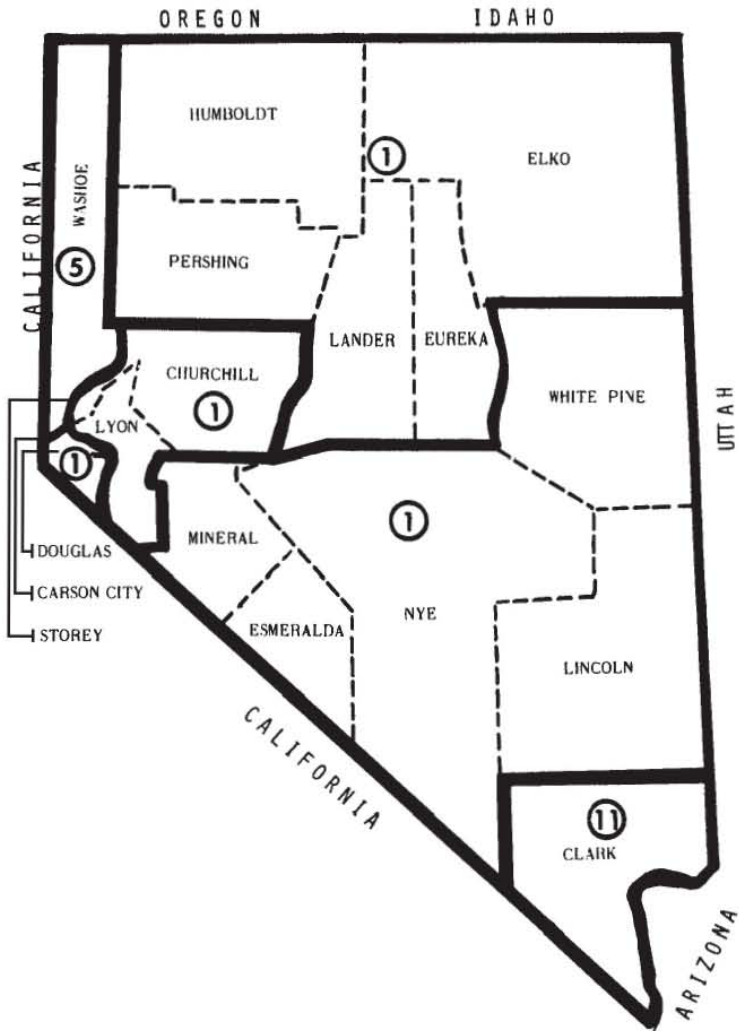 OREGON IDAHO
HUMBOLDT
1
ELKO
WASHOE
CALIFORNIA
5
PERSHING
LANDER
EUREKA
CHURCHILL
1
WHITE PINE
UTAH
LYON
1
1
MINERAL
DOUGLAS
CARSON CITY
NYE
ESMERALDA
STOREY
LINCOLN
CALIFORNIA
11
CLARK
ARIZONA